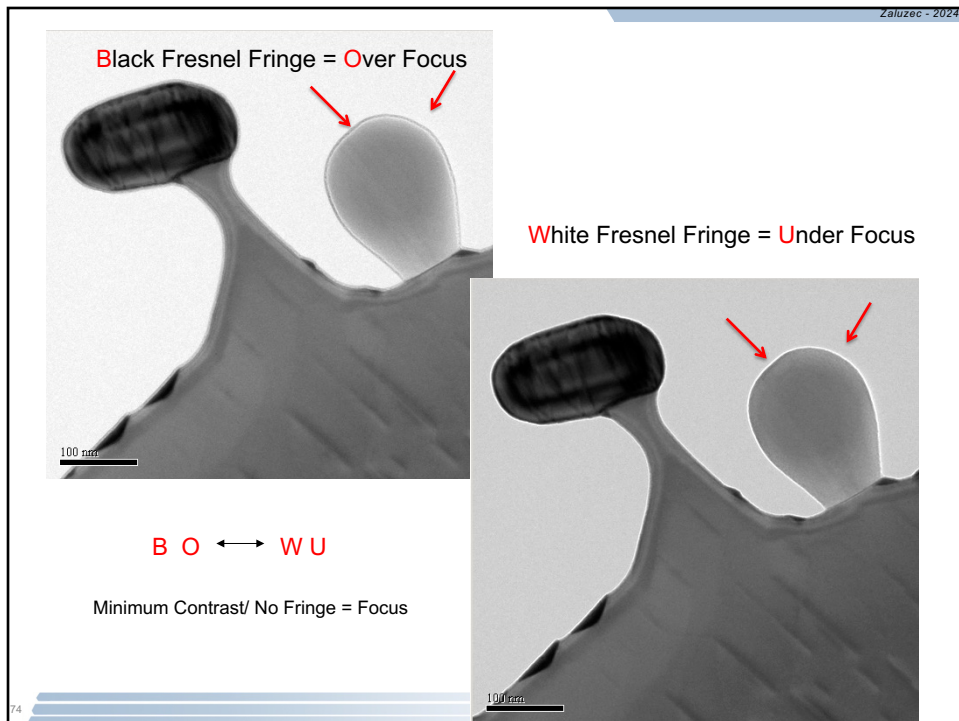 Zaluzec - 2024
Black Fresnel Fringe = Over Focus
White Fresnel Fringe = Under Focus
100 nm
B O ⟷ W U
Minimum Contrast/ No Fringe = Focus
100 nm
74